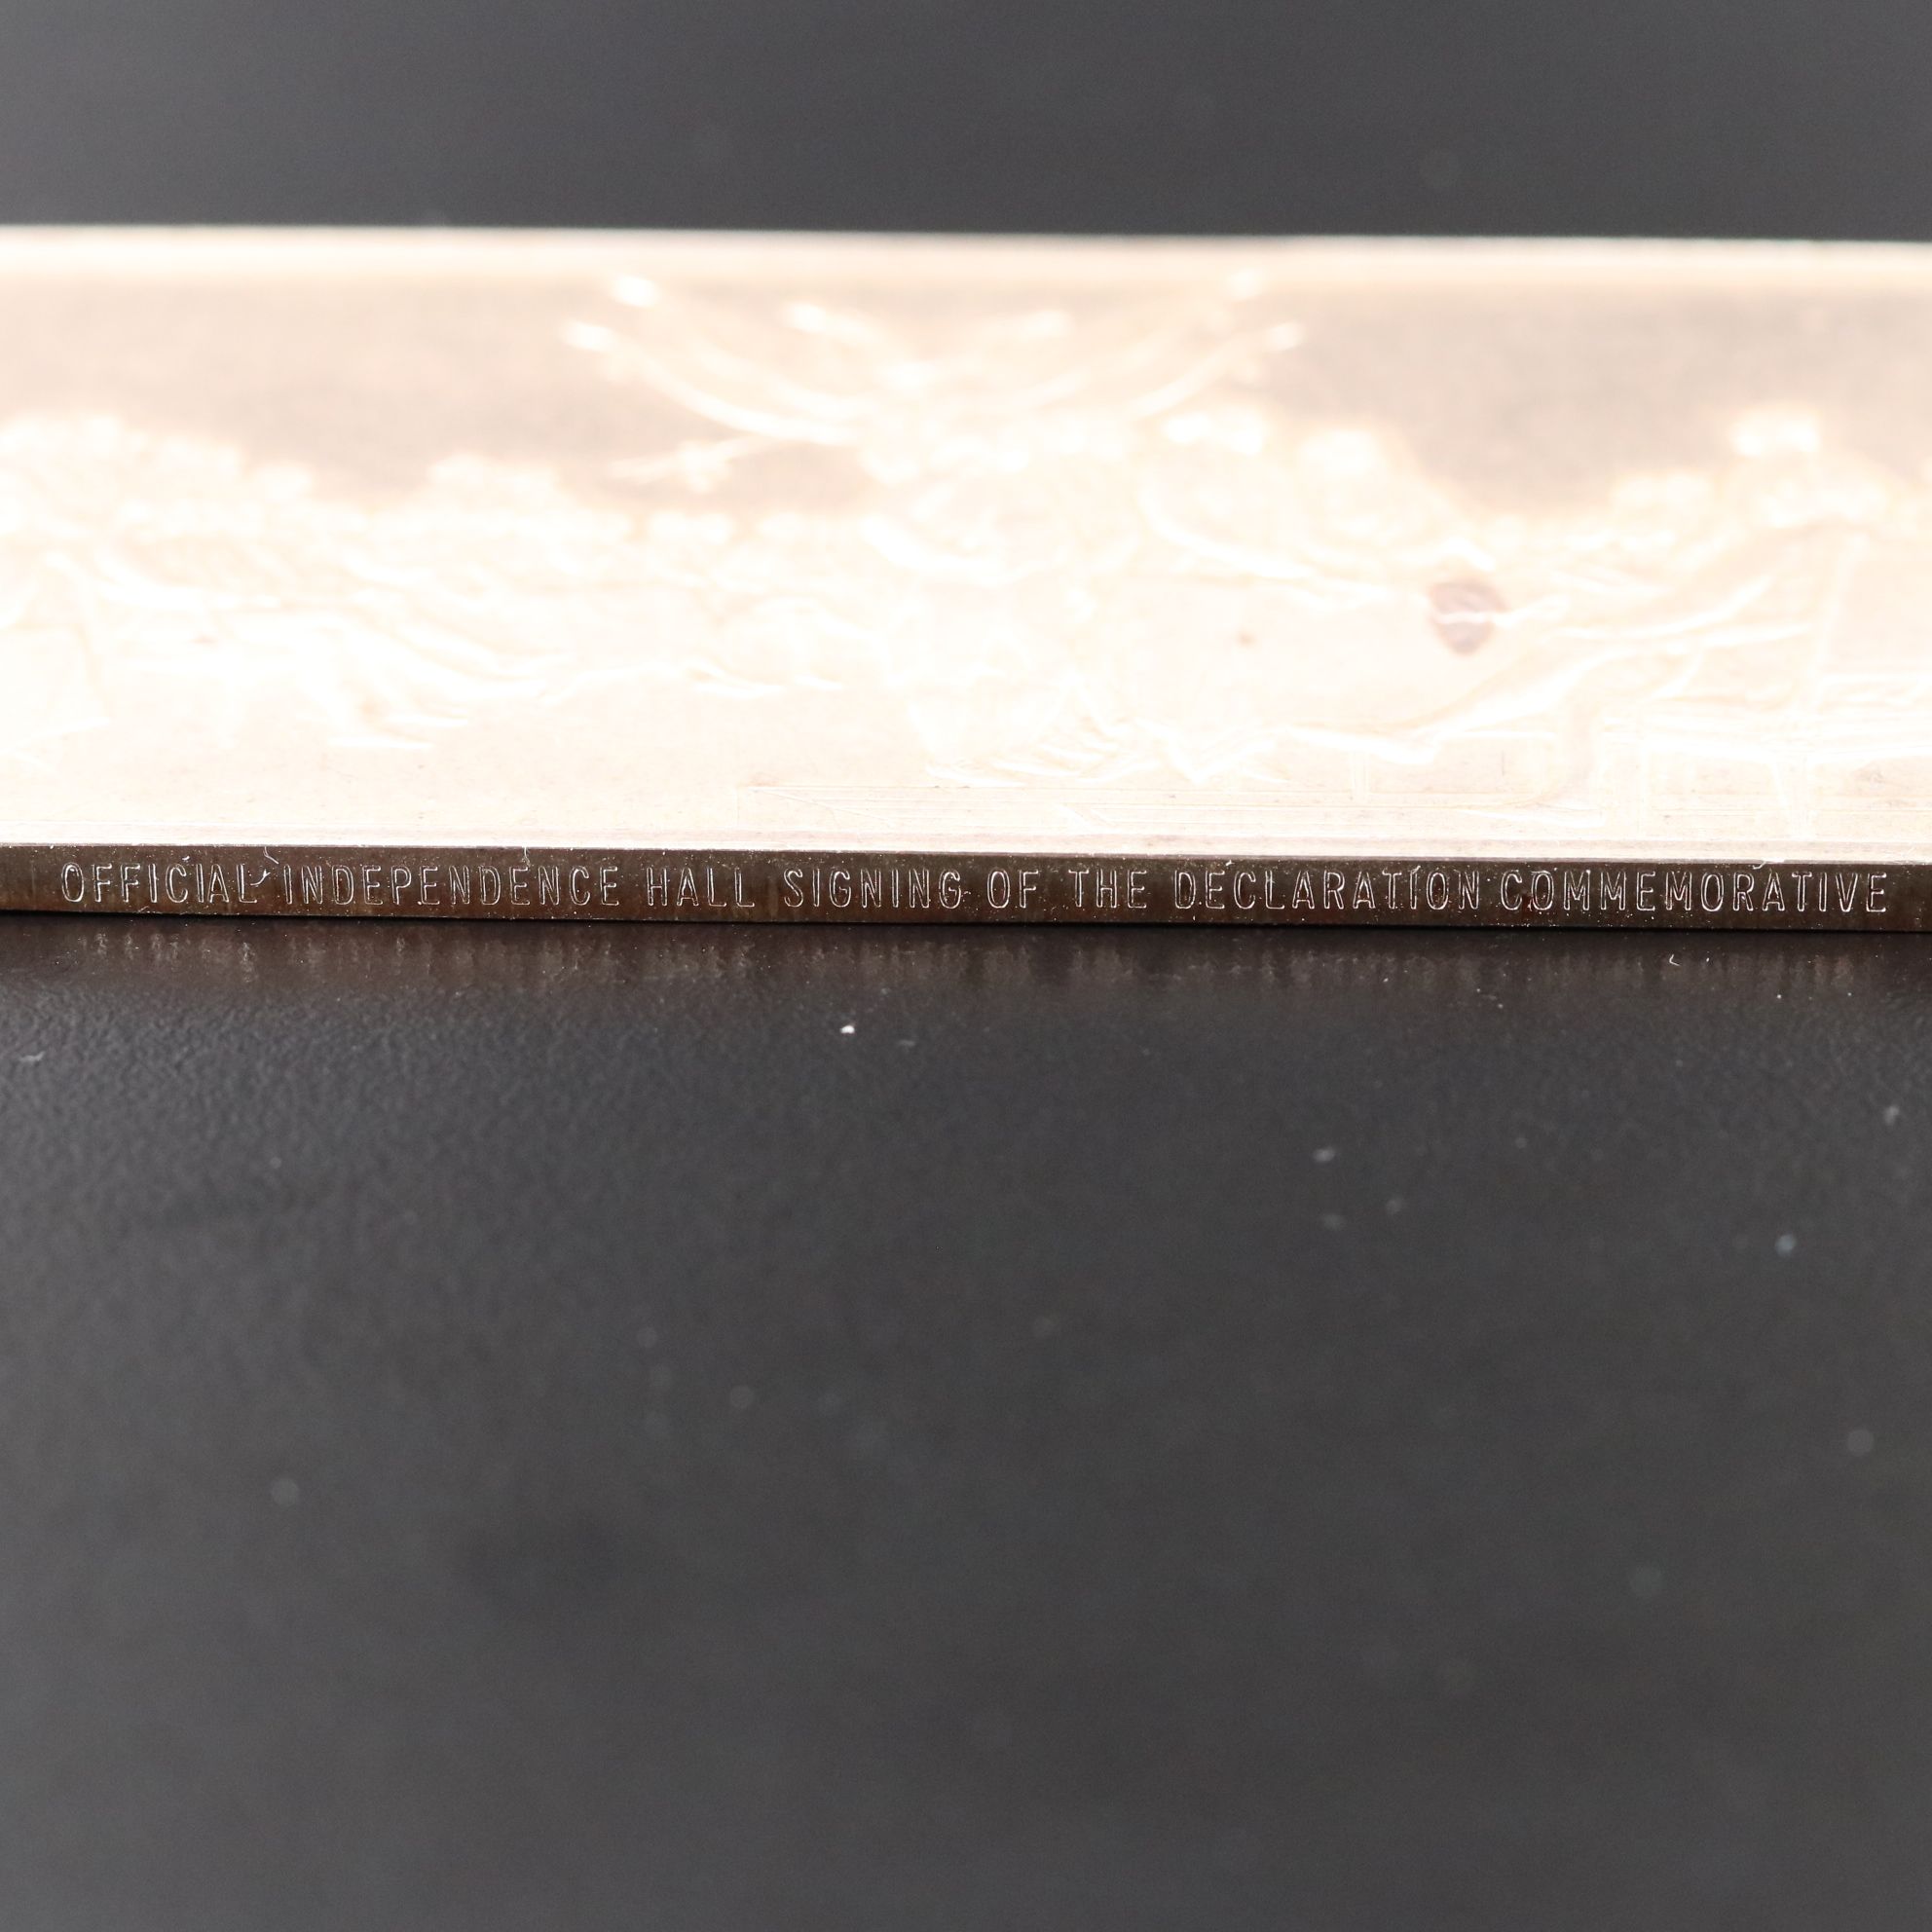 OFFICIAL INDEPENDENCE HALL SIGNING OF THE DECLARATION COMMEMORATIVE